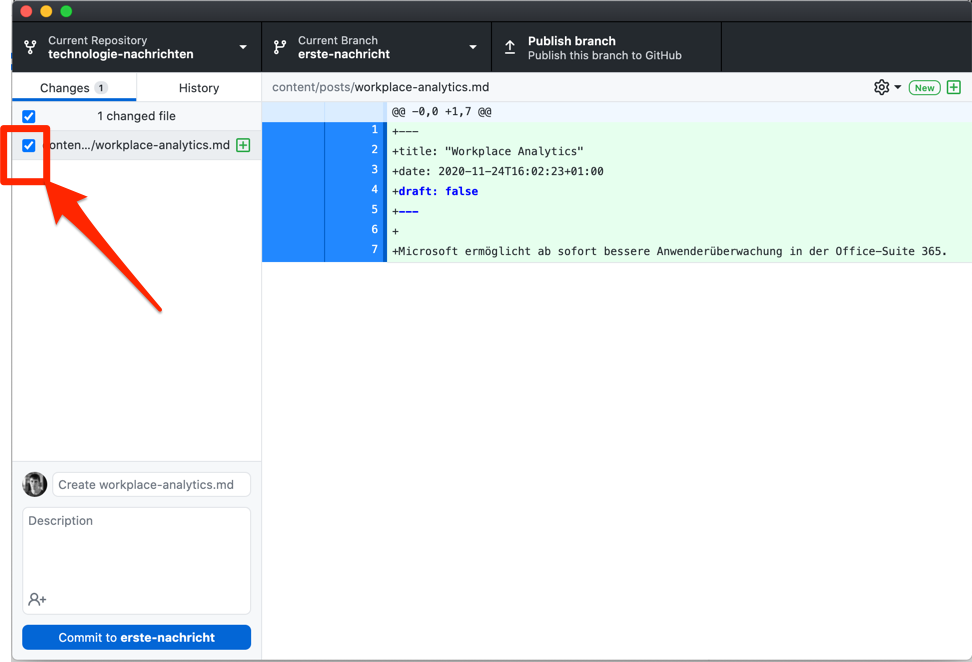 Current Repository
technologie-nachrichten
Current Branch
erste-nachricht
Publish branch
Publish this branch to GitHub
Changes 1
History
1 changed file
conten.../workplace-analytics.md
content/posts/workplace-analytics.md
New
@@ -0,0 +1,7 @@
1 +---
2 +title: "Workplace Analytics"
3 +date: 2020-11-24T16:02:23+01:00
4 +draft: false
5 +---
6 +
7 +Microsoft ermöglicht ab sofort bessere Anwenderüberwachung in der Office-Suite 365.
Create workplace-analytics.md
Description
Commit to erste-nachricht